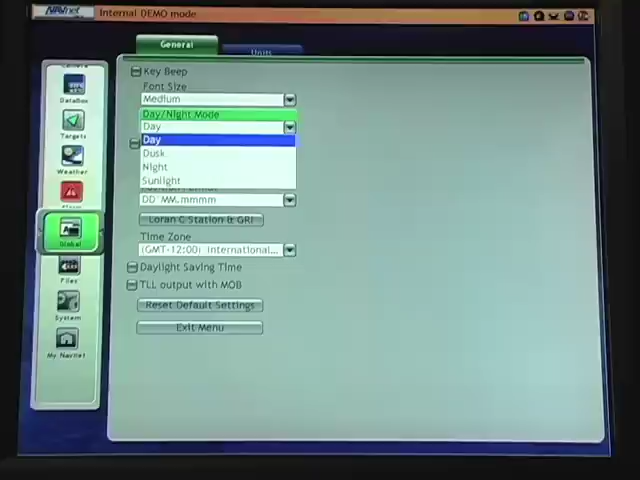 NAVnet
Internal DEMO mode
General
Units
Key Beep
Font Size
Medium
Day/Night Mode
Day
Day
Dusk
Night
Sunlight
DD° MM.mmmm'
Loran C Station & GRI
Time Zone
(GMT-12:00) International...
Daylight Saving Time
TLL output with MOB
Reset Default Settings
Exit Menu
DataBox
Targets
Weather
Alarm
Global
Files
System
My Navnet